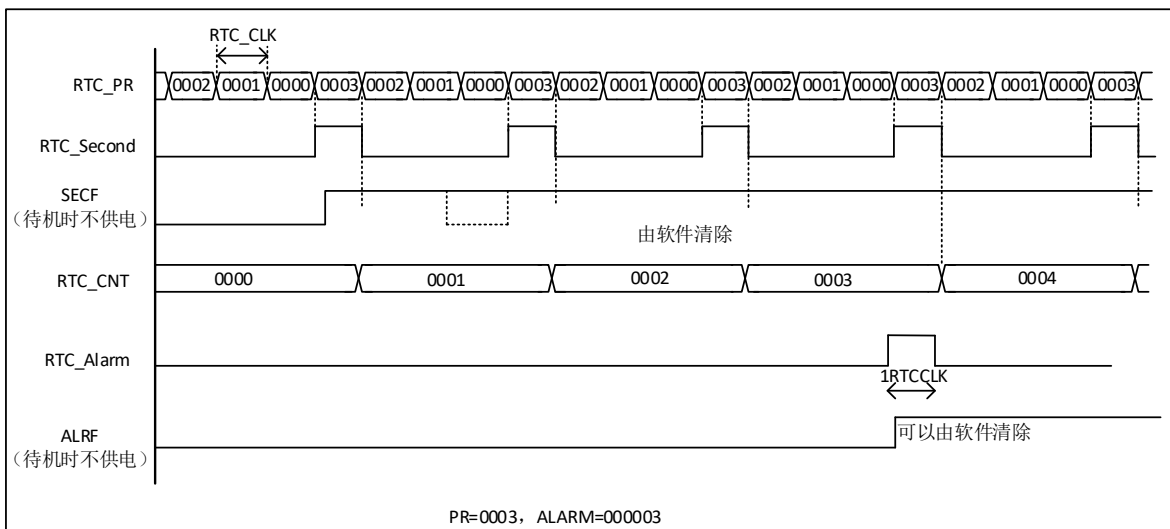 RTC_CLK
RTC_PR
0002 0001 0000 0003 0002 0001 0000 0003 0002 0001 0000 0003 0002 0001 0000 0003 0002 0001 0000 0003
RTC_Second
SECF
（待机时不供电）
由软件清除
RTC_CNT
0000 0001 0002 0003 0004
RTC_Alarm
1RTCCLK
ALRF
（待机时不供电）
可以由软件清除
PR=0003，ALARM=000003